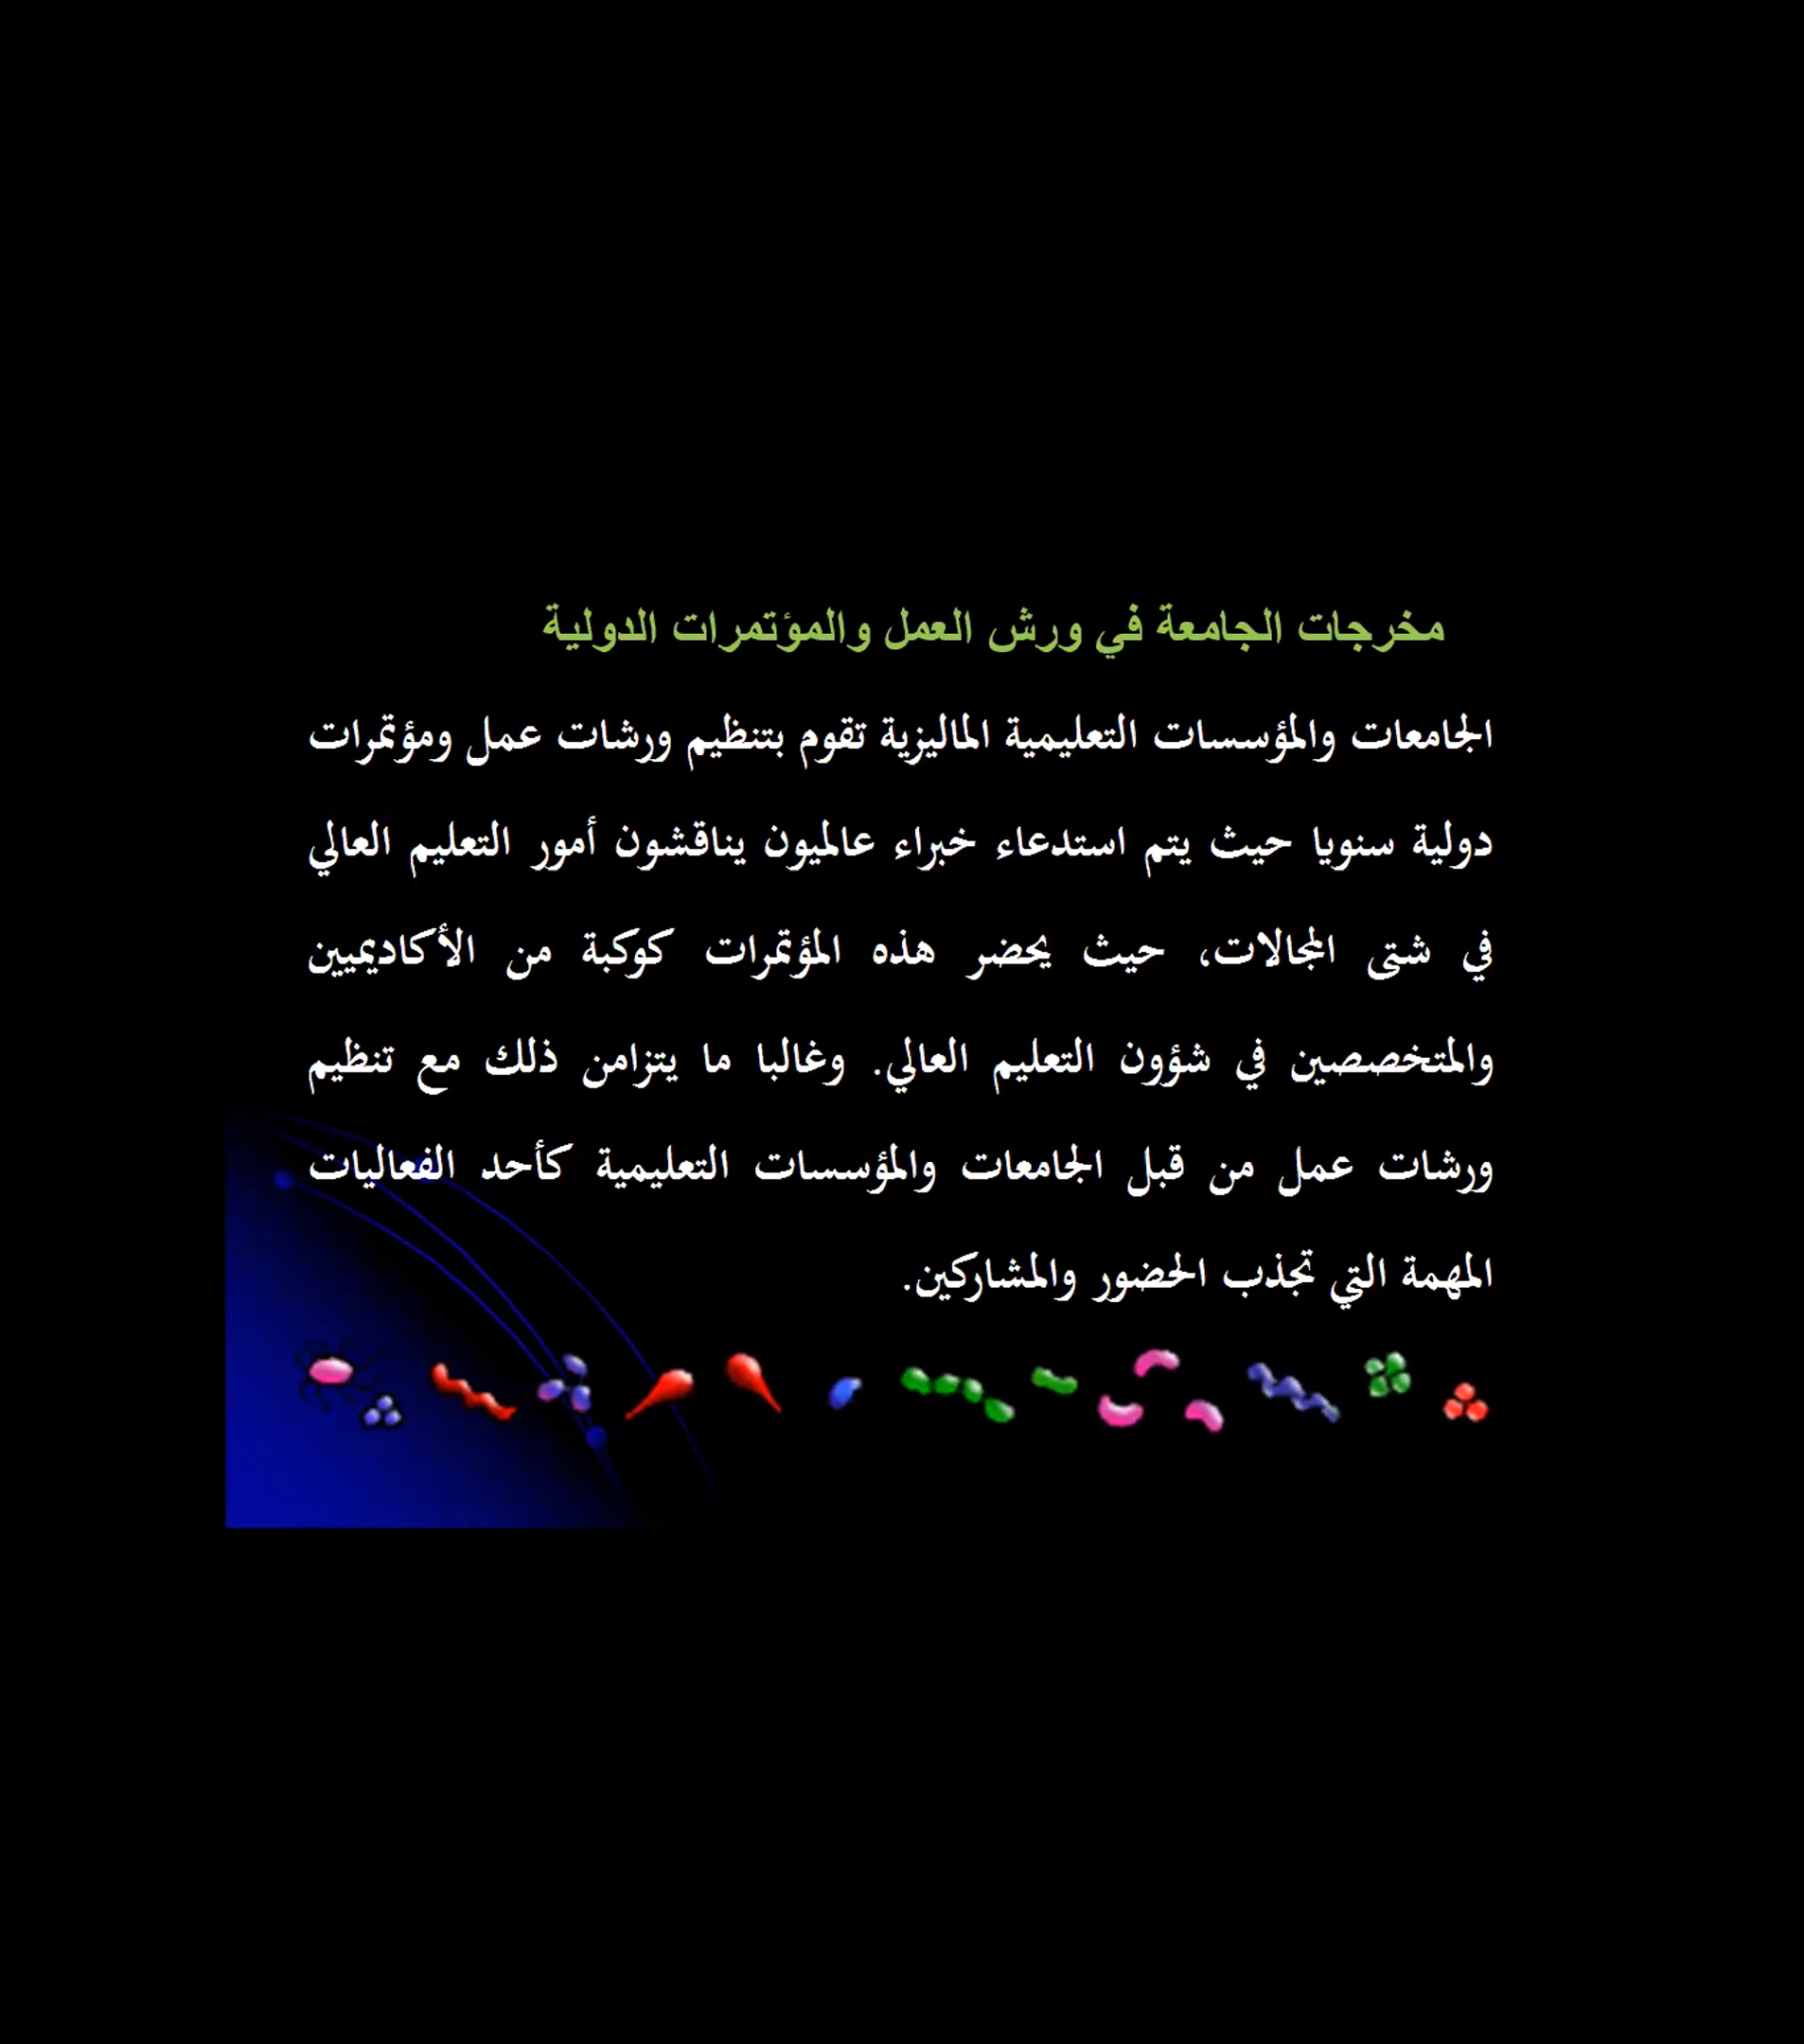 مخرجات الجامعة في ورش العمل والمؤتمرات الدولية
الجامعات والمؤسسات التعليمية الماليزية تقوم بتنظيم ورشات عمل ومؤتمرات
دولية سنويا حيث يتم استدعاء خبراء عالميون يناقشون أمور التعليم العالي
في شتى المجالات، حيث يحضر هذه المؤتمرات كوكبة من الأكاديميين
والمتخصصين في شؤون التعليم العالي. وغالبا ما يتزامن ذلك مع تنظيم
ورشات عمل من قبل الجامعات والمؤسسات التعليمية كأحد الفعاليات
المهمة التي تجذب الحضور والمشاركين.